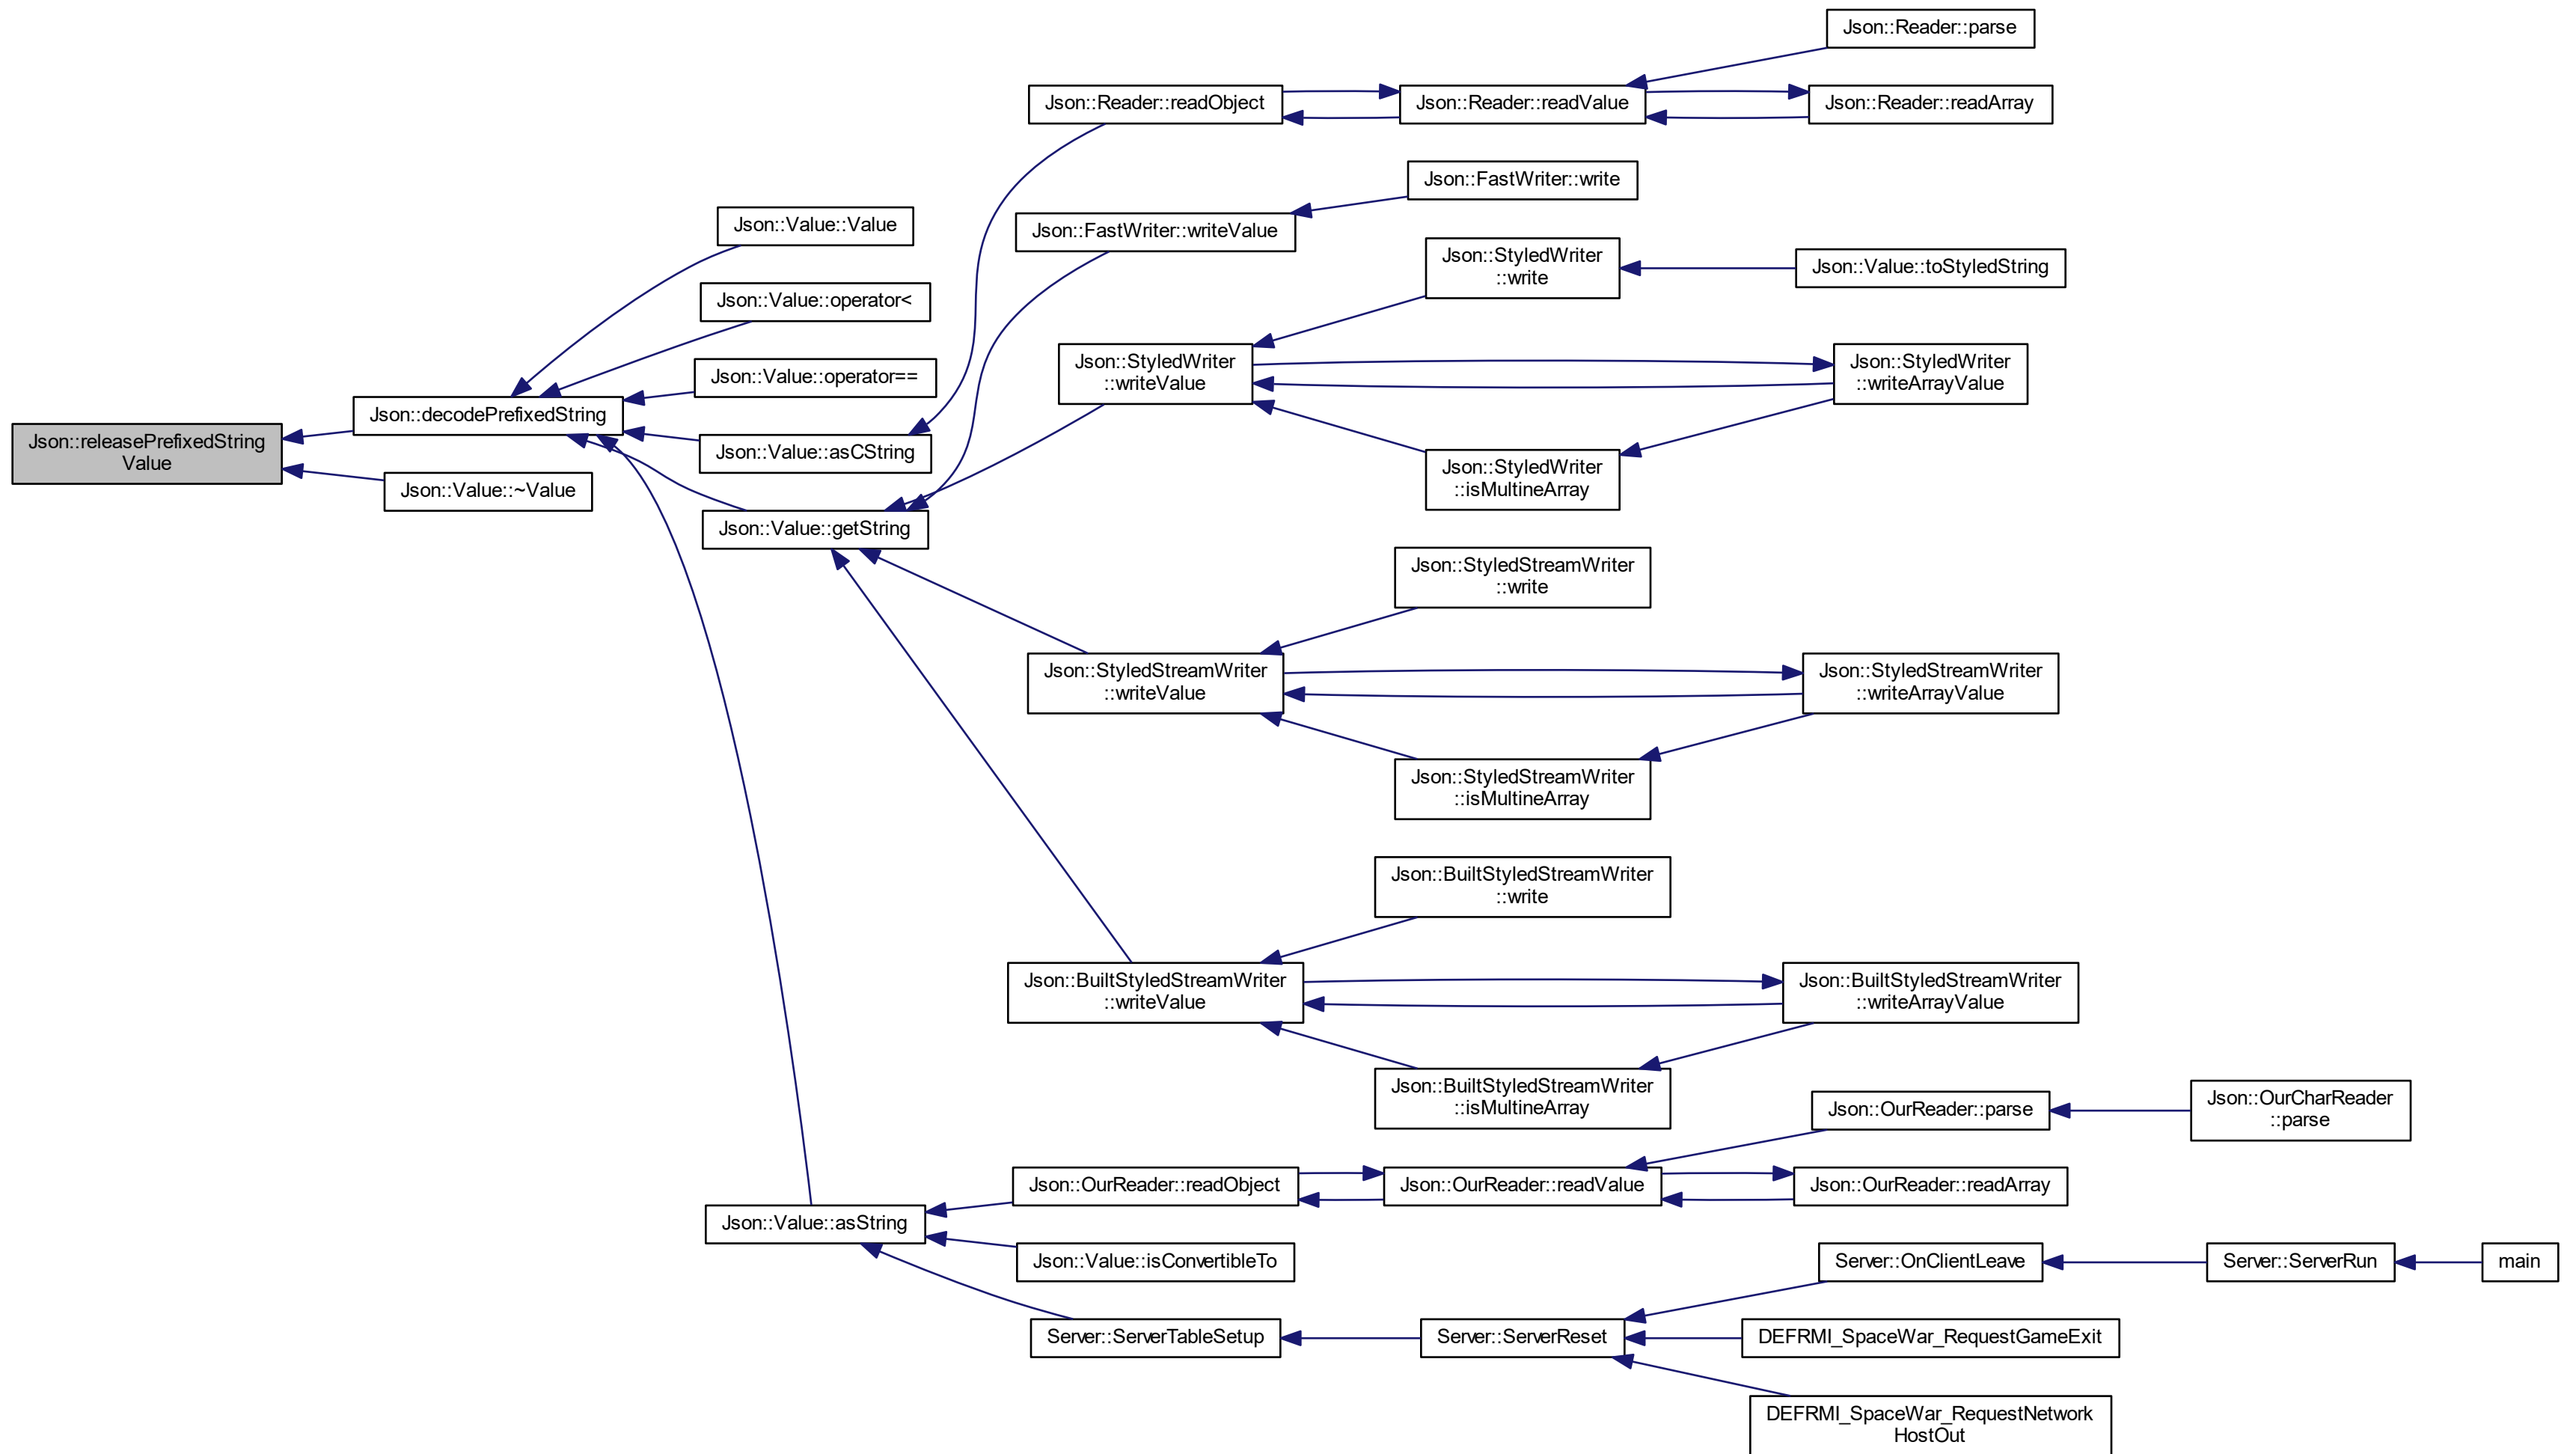 Json::Reader::parse
Json::Reader::readObject
Json::Reader::readValue
Json::Reader::readArray
Json::FastWriter::write
Json::Value::Value
Json::FastWriter::writeValue
Json::StyledWriter
::write
Json::Value::toStyledString
Json::Value::operator<
Json::StyledWriter
::writeValue
Json::StyledWriter
::writeArrayValue
Json::Value::operator==
Json::decodePrefixedString
Json::releasePrefixedString
Value
Json::Value::asCString
Json::StyledWriter
::isMultineArray
Json::Value::~Value
Json::Value::getString
Json::StyledStreamWriter
::write
Json::StyledStreamWriter
::writeValue
Json::StyledStreamWriter
::writeArrayValue
Json::StyledStreamWriter
::isMultineArray
Json::BuiltStyledStreamWriter
::write
Json::BuiltStyledStreamWriter
::writeValue
Json::BuiltStyledStreamWriter
::writeArrayValue
Json::BuiltStyledStreamWriter
::isMultineArray
Json::OurReader::parse
Json::OurCharReader
::parse
Json::OurReader::readObject
Json::OurReader::readValue
Json::OurReader::readArray
Json::Value::asString
Json::Value::isConvertibleTo
Server::OnClientLeave
Server::ServerRun
main
Server::ServerTableSetup
Server::ServerReset
DEFRMI_SpaceWar_RequestGameExit
DEFRMI_SpaceWar_RequestNetwork
HostOut